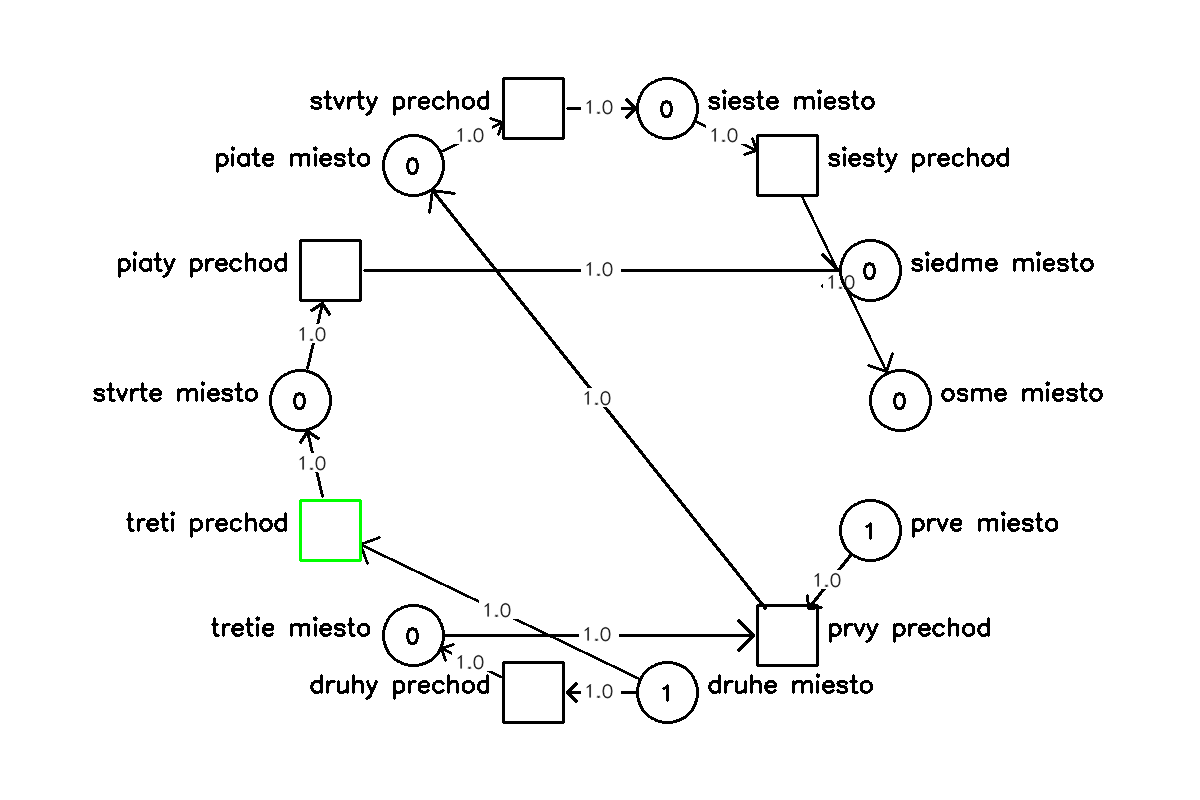 stvrty prechod
1.0
0
sieste miesto
1.0
1.0
piate miesto
0
siesty prechod
piaty prechod
1.0
0
siedme miesto
1.0
1.0
stvrte miesto
0
1.0
0
osme miesto
1.0
treti prechod
1
prve miesto
1.0
1.0
tretie miesto
0
1.0
prvy prechod
1.0
druhy prechod
1.0
1
druhe miesto